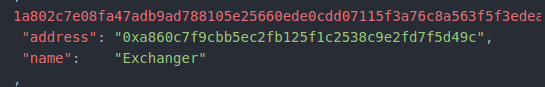 1a802c7e08fa47adb9ad788105e25660ede0cdd07115f3a76c8a563f5f3edea
"address": "0xa860c7f9cbb5ec2fb125f1c2538c9e2fd7f5d49c",
"name":    "Exchanger"
,